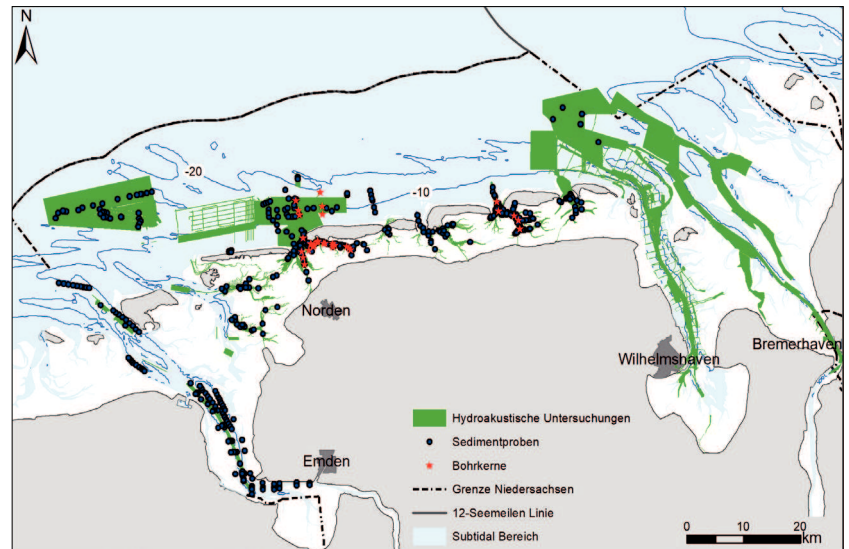 N
-20
-10
Norden
Wilhelmshaven
Bremerhaven
Emden
Hydroakustische Untersuchungen
Sedimentproben
Bohrkerne
Grenze Niedersachsen
12-Seemeilen Linie
Subtidal Bereich
0 10 20
km